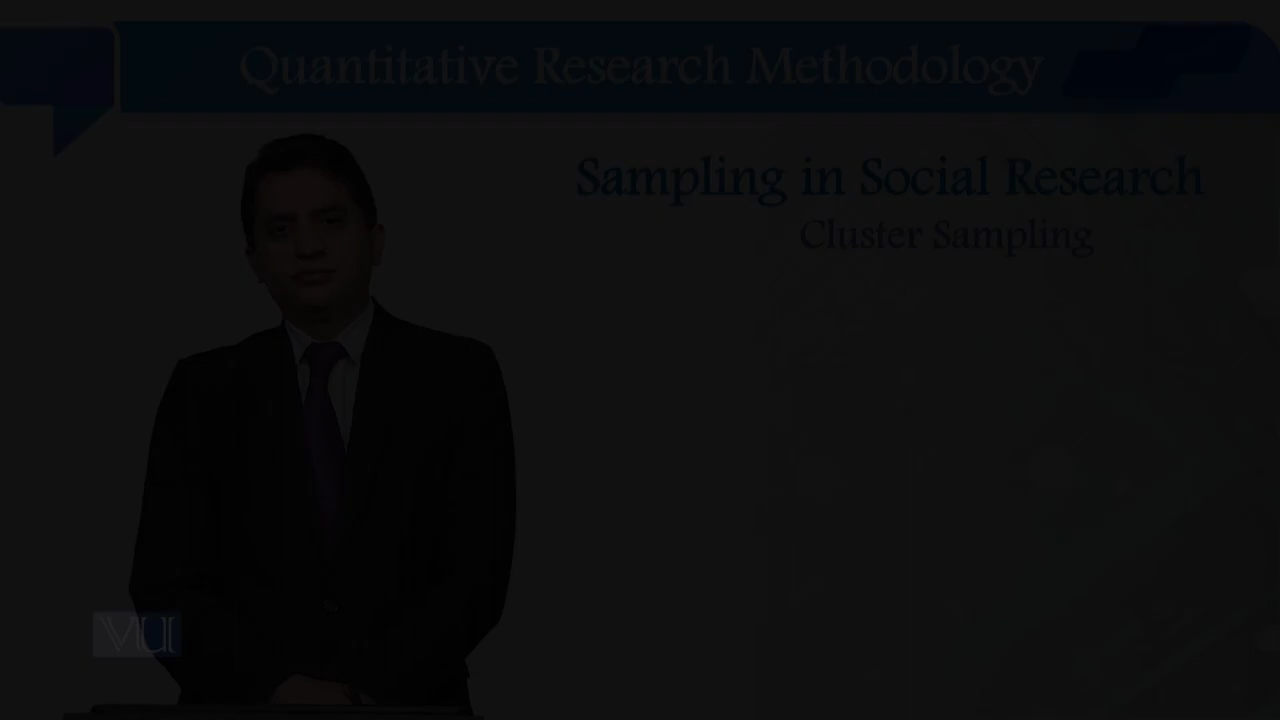 Quantitative Research Methodology
Sampling in Social Research
Cluster Sampling
VU